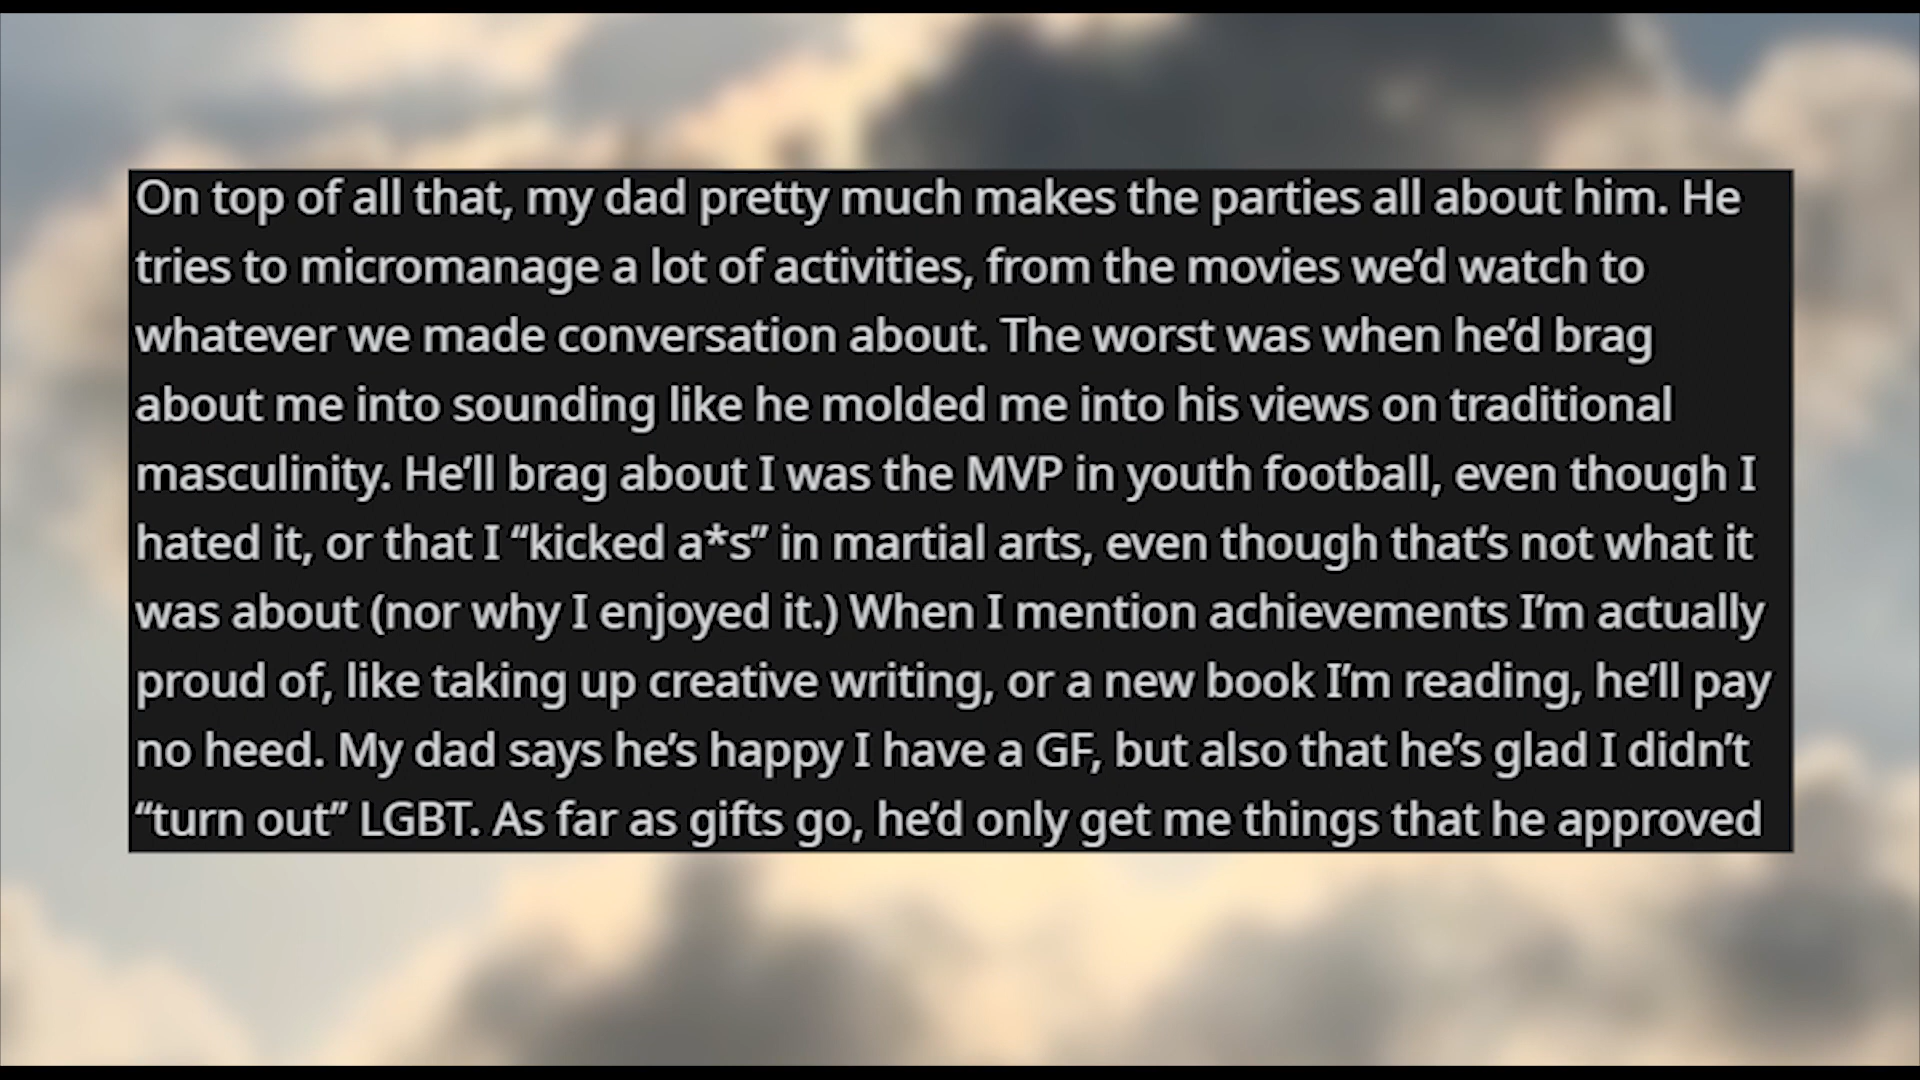 On top of all that, my dad pretty much makes the parties all about him. He
tries to micromanage a lot of activities, from the movies we’d watch to
whatever we made conversation about. The worst was when he’d brag
about me into sounding like he molded me into his views on traditional
masculinity. He’ll brag about I was the MVP in youth football, even though I
hated it, or that I “kicked a*s” in martial arts, even though that’s not what it
was about (nor why I enjoyed it.) When I mention achievements I’m actually
proud of, like taking up creative writing, or a new book I’m reading, he’ll pay
no heed. My dad says he’s happy I have a GF, but also that he’s glad I didn’t
“turn out” LGBT. As far as gifts go, he’d only get me things that he approved